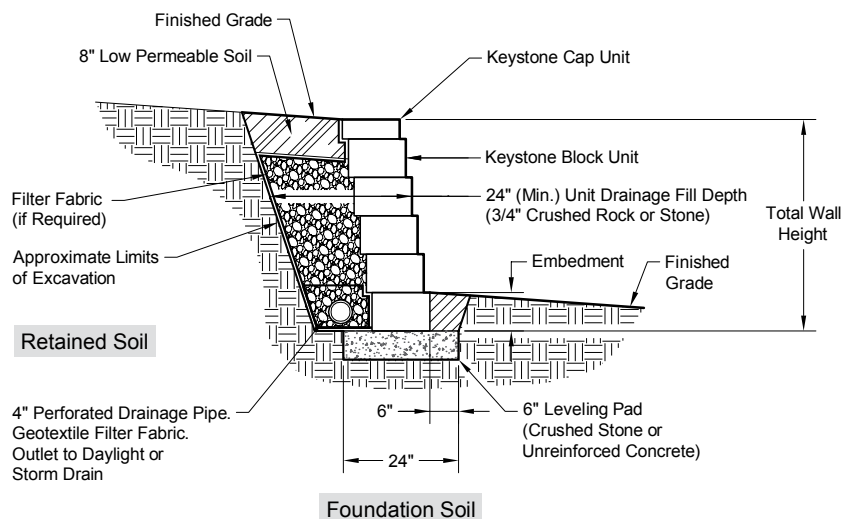 Finished Grade
8" Low Permeable Soil
Keystone Cap Unit
Keystone Block Unit
Filter Fabric
(if Required)
24" (Min.) Unit Drainage Fill Depth
(3/4" Crushed Rock or Stone)
Total Wall
Height
Approximate Limits
of Excavation
Embedment
Finished
Grade
Retained Soil
4" Perforated Drainage Pipe.
Geotextile Filter Fabric.
Outlet to Daylight or
Storm Drain
6"
6" Leveling Pad
(Crushed Stone or
Unreinforced Concrete)
24"
Foundation Soil